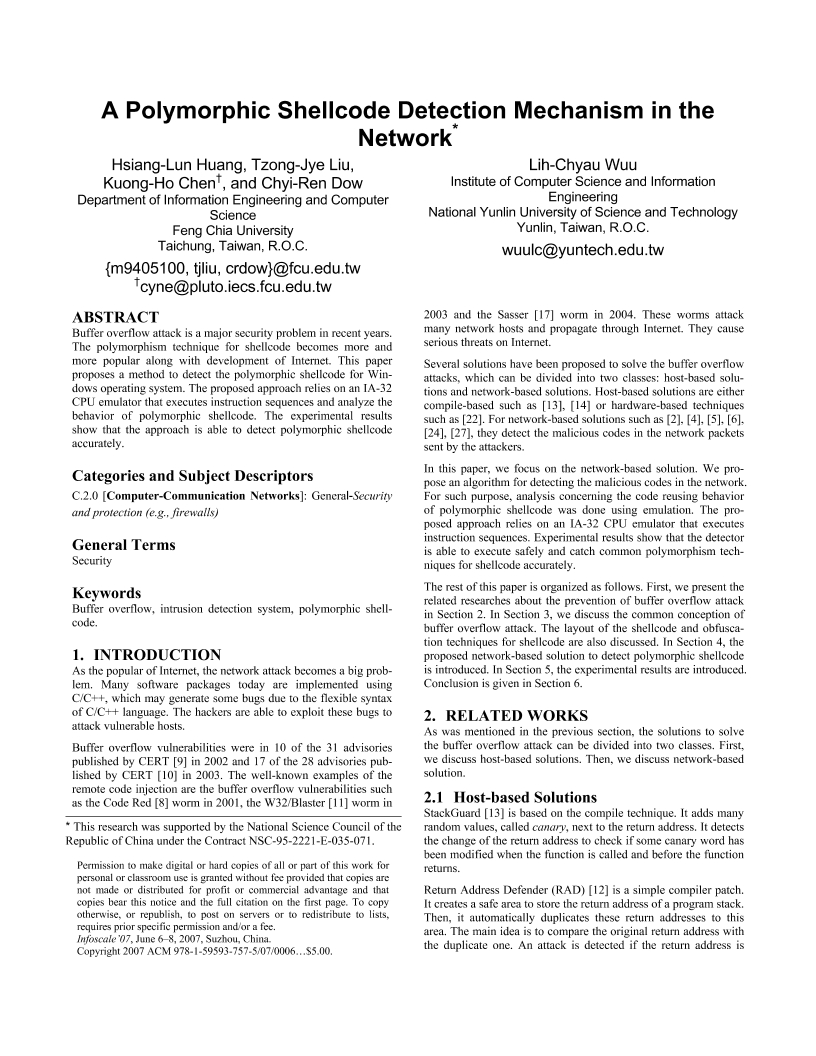 A Polymorphic Shellcode Detection Mechanism in the
Network*
Hsiang-Lun Huang, Tzong-Jye Liu,
Kuong-Ho Chen†, and Chyi-Ren Dow
Department of Information Engineering and Computer
Science
Feng Chia University
Taichung, Taiwan, R.O.C.
{m9405100, tjliu, crdow}@fcu.edu.tw
†cyne@pluto.iecs.fcu.edu.tw
Lih-Chyau Wuu
Institute of Computer Science and Information
Engineering
National Yunlin University of Science and Technology
Yunlin, Taiwan, R.O.C.
wuulc@yuntech.edu.tw
ABSTRACT
Buffer overflow attack is a major security problem in recent years.
The polymorphism technique for shellcode becomes more and
more popular along with development of Internet. This paper
proposes a method to detect the polymorphic shellcode for Win-
dows operating system. The proposed approach relies on an IA-32
CPU emulator that executes instruction sequences and analyze the
behavior of polymorphic shellcode. The experimental results
show that the approach is able to detect polymorphic shellcode
accurately.
Categories and Subject Descriptors
C.2.0 [Computer-Communication Networks]: General-Security
and protection (e.g., firewalls)
General Terms
Security
Keywords
Buffer overflow, intrusion detection system, polymorphic shell-
code.
1. INTRODUCTION
As the popular of Internet, the network attack becomes a big prob-
lem. Many software packages today are implemented using
C/C++, which may generate some bugs due to the flexible syntax
of C/C++ language. The hackers are able to exploit these bugs to
attack vulnerable hosts.
Buffer overflow vulnerabilities were in 10 of the 31 advisories
published by CERT [9] in 2002 and 17 of the 28 advisories pub-
lished by CERT [10] in 2003. The well-known examples of the
remote code injection are the buffer overflow vulnerabilities such
as the Code Red [8] worm in 2001, the W32/Blaster [11] worm in
* This research was supported by the National Science Council of the
Republic of China under the Contract NSC-95-2221-E-035-071.
Permission to make digital or hard copies of all or part of this work for
personal or classroom use is granted without fee provided that copies are
not made or distributed for profit or commercial advantage and that
copies bear this notice and the full citation on the first page. To copy
otherwise, or republish, to post on servers or to redistribute to lists,
requires prior specific permission and/or a fee.
Infoscale'07, June 6–8, 2007, Suzhou, China.
Copyright 2007 ACM 978-1-59593-757-5/07/0006…$5.00.
2003 and the Sasser [17] worm in 2004. These worms attack
many network hosts and propagate through Internet. They cause
serious threats on Internet.
Several solutions have been proposed to solve the buffer overflow
attacks, which can be divided into two classes: host-based solu-
tions and network-based solutions. Host-based solutions are either
compile-based such as [13], [14] or hardware-based techniques
such as [22]. For network-based solutions such as [2], [4], [5], [6],
[24], [27], they detect the malicious codes in the network packets
sent by the attackers.
In this paper, we focus on the network-based solution. We pro-
pose an algorithm for detecting the malicious codes in the network.
For such purpose, analysis concerning the code reusing behavior
of polymorphic shellcode was done using emulation. The pro-
posed approach relies on an IA-32 CPU emulator that executes
instruction sequences. Experimental results show that the detector
is able to execute safely and catch common polymorphism tech-
niques for shellcode accurately.
The rest of this paper is organized as follows. First, we present the
related researches about the prevention of buffer overflow attack
in Section 2. In Section 3, we discuss the common conception of
buffer overflow attack. The layout of the shellcode and obfusca-
tion techniques for shellcode are also discussed. In Section 4, the
proposed network-based solution to detect polymorphic shellcode
is introduced. In Section 5, the experimental results are introduced.
Conclusion is given in Section 6.
2. RELATED WORKS
As was mentioned in the previous section, the solutions to solve
the buffer overflow attack can be divided into two classes. First,
we discuss host-based solutions. Then, we discuss network-based
solution.
2.1 Host-based Solutions
StackGuard [13] is based on the compile technique. It adds many
random values, called canary, next to the return address. It detects
the change of the return address to check if some canary word has
been modified when the function is called and before the function
returns.
Return Address Defender (RAD) [12] is a simple compiler patch.
It creates a safe area to store the return address of a program stack.
Then, it automatically duplicates these return addresses to this
area. The main idea is to compare the original return address with
the duplicate one. An attack is detected if the return address is